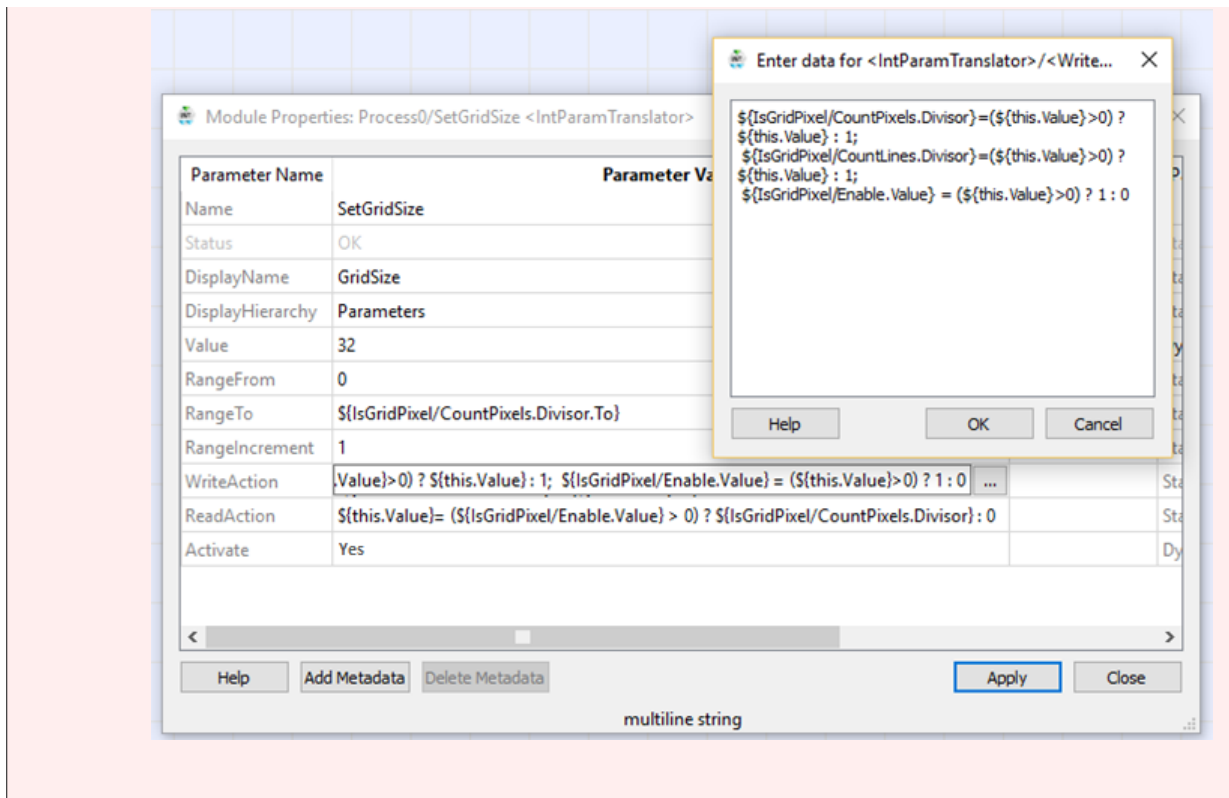 Enter data for <IntParamTranslator>/<Write...
${IsGridPixel/CountPixels.Divisor}=(${this.Value}>0) ?
${this.Value} : 1;
${IsGridPixel/CountLines.Divisor}=(${this.Value}>0) ?
${this.Value} : 1;
${IsGridPixel/Enable.Value} = (${this.Value}>0) ? 1 : 0
Help OK Cancel
Module Properties: Process0/SetGridSize <IntParamTranslator>
Parameter Name Parameter Va
Name SetGridSize
Status OK
DisplayName GridSize
DisplayHierarchy Parameters
Value 32
RangeFrom 0
RangeTo ${IsGridPixel/CountPixels.Divisor.To}
RangeIncrement 1
WriteAction .Value}>0) ? ${this.Value} : 1; ${IsGridPixel/Enable.Value} = (${this.Value}>0) ? 1 : 0 ... Sta
ReadAction ${this.Value}= (${IsGridPixel/Enable.Value} > 0) ? ${IsGridPixel/CountPixels.Divisor} : 0 Sta
Activate Yes Dy
Help Add Metadata Delete Metadata Apply Close
multiline string